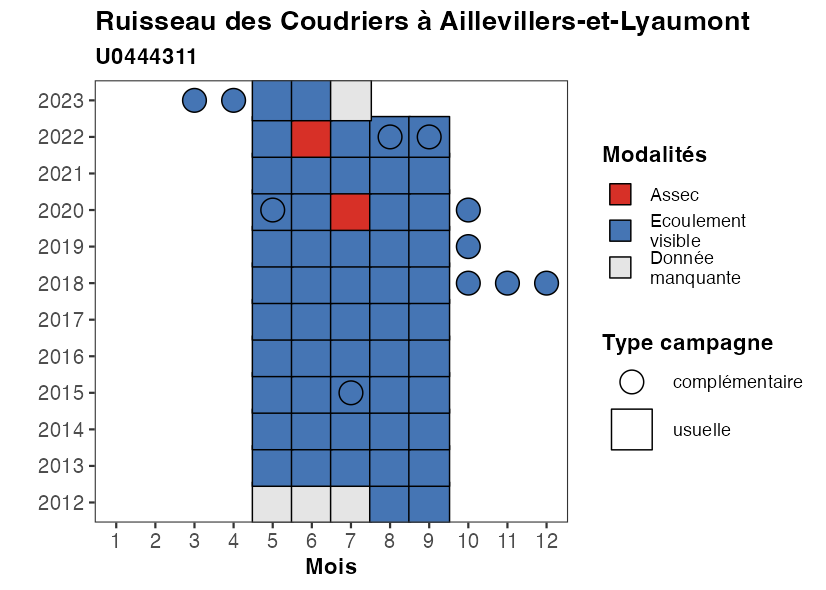 Ruisseau des Coudriers à Aillevillers-et-Lyaumont
U0444311
2023
2022
2021
2020
2019
2018
2017
2016
2015
2014
2013
2012
1 2 3 4 5 6 7 8 9 10 11 12
Mois
Modalités
Assec
Ecoulement
visible
Donnée
manquante
Type campagne
complémentaire
usuelle